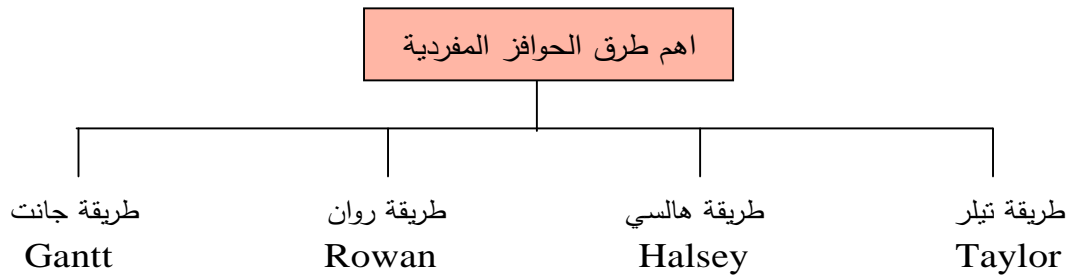 اهم طرق الحوافز المفردية
طريقة تيلر
Taylor
طريقة هالسي
Halsey
طريقة روان
Rowan
طريقة جانت
Gantt